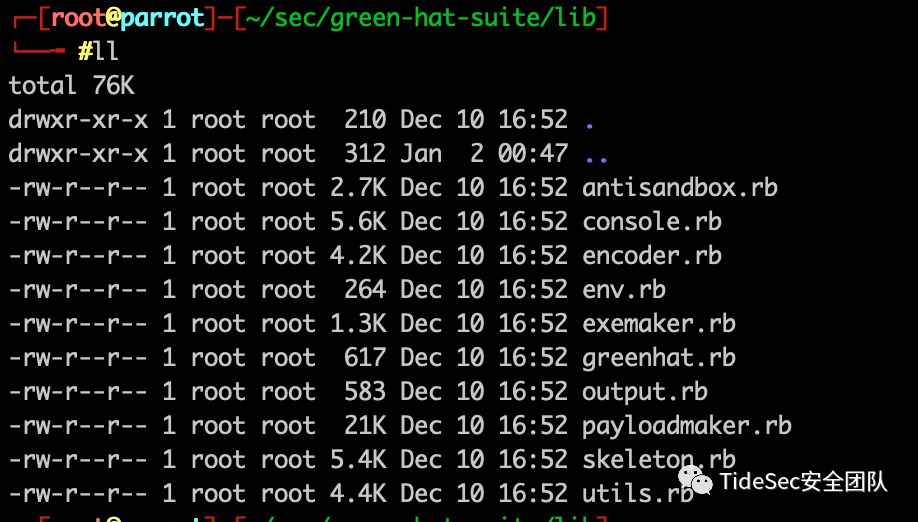 ┌─[root@parrot]─[~/sec/green-hat-suite/lib]
└──╼ #ll
total 76K
drwxr-xr-x 1 root root  210 Dec 10 16:52 .
drwxr-xr-x 1 root root  312 Jan  2 00:47 ..
-rw-r--r-- 1 root root 2.7K Dec 10 16:52 antisandbox.rb
-rw-r--r-- 1 root root 5.6K Dec 10 16:52 console.rb
-rw-r--r-- 1 root root 4.2K Dec 10 16:52 encoder.rb
-rw-r--r-- 1 root root  264 Dec 10 16:52 env.rb
-rw-r--r-- 1 root root 1.3K Dec 10 16:52 exemaker.rb
-rw-r--r-- 1 root root  617 Dec 10 16:52 greenhat.rb
-rw-r--r-- 1 root root  583 Dec 10 16:52 output.rb
-rw-r--r-- 1 root root  21K Dec 10 16:52 payloadmaker.rb
-rw-r--r-- 1 root root 5.4K Dec 10 16:52 skeleton.rb
TideSec安全团队
-rw-r--r-- 1 root root 4.4K Dec 10 16:52 utils.rb
┌─[root@parrot]─[~/sec/green-hat-suite/lib]